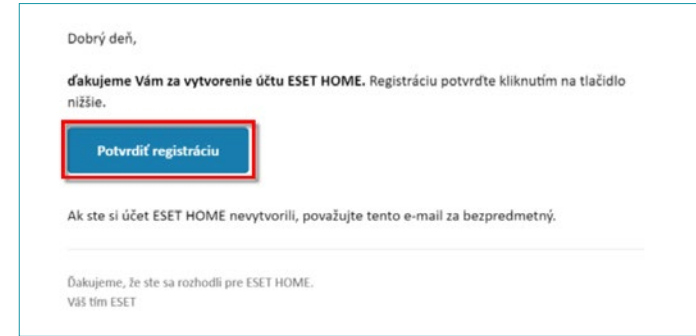 Dobrý deň,
ďakujeme Vám za vytvorenie účtu ESET HOME. Registráciu potvrďte kliknutím na tlačidlo
nižšie.
Potvrdiť registráciu
Ak ste si účet ESET HOME nevytvorili, považujte tento e-mail za bezpredmetný.
Ďakujeme, že ste sa rozhodli pre ESET HOME.
Váš tím ESET